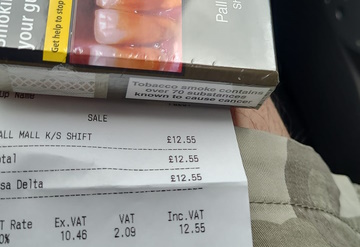 Get help to stop
Pall
Tobacco smoke contains
over 70 substances
known to cause cancer
SALE
ALL MALL K/S SHIFT £12.55
otal £12.55
sa Delta £12.55
T Rate Ex.VAT VAT Inc.VAT
0% 10.46 2.09 12.55